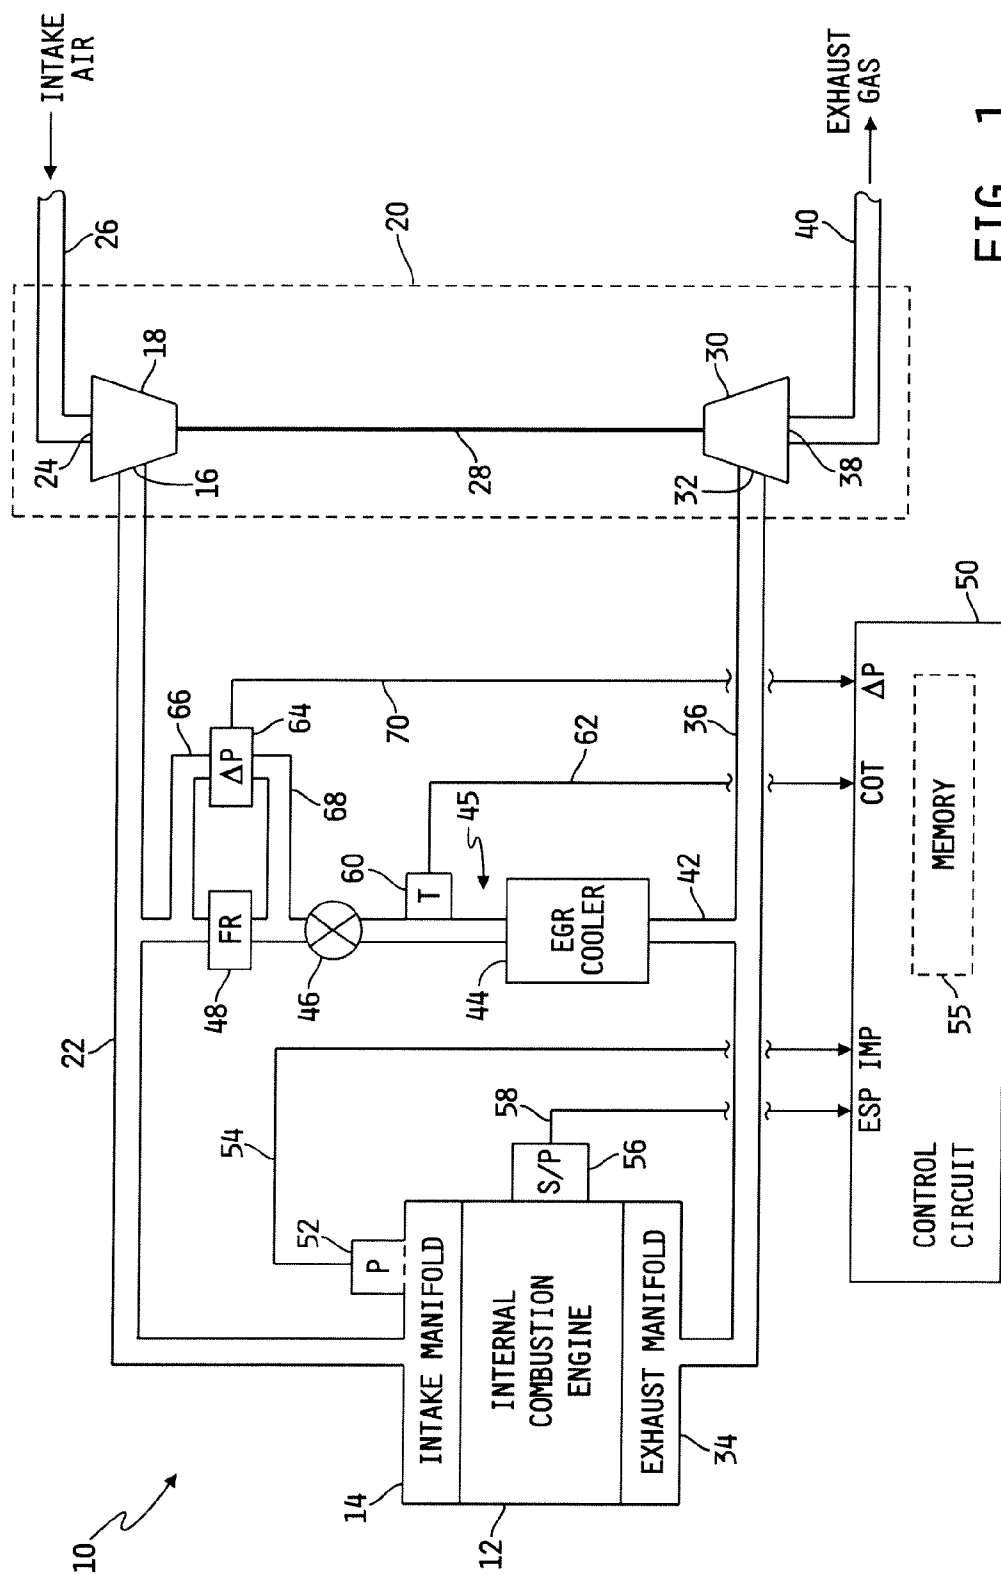 10
INTAKE
AIR
26
24
18
16
20
22
66
ΔP
64
FR
48
68
70
28
54
46
60
T
62
45
P
52
14
INTAKE MANIFOLD
44
EGR
COOLER
42
S/P
58
56
INTERNAL
COMBUSTION
ENGINE
12
EXHAUST MANIFOLD
34
36
30
32
38
40
EXHAUST
GAS
ESP
IMP
COT
ΔP
50
CONTROL
CIRCUIT
MEMORY
55
FIG. 1